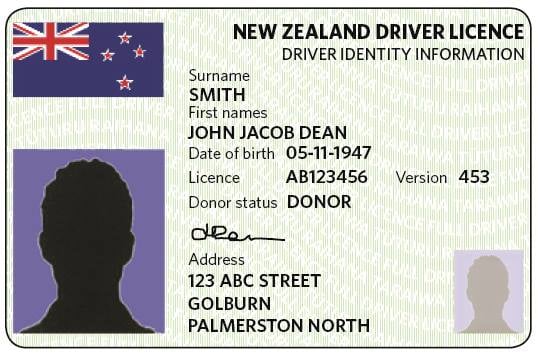 NEW ZEALAND DRIVER LICENCE
DRIVER IDENTITY INFORMATION
Surname
SMITH
First names
JOHN JACOB DEAN
Date of birth 05-11-1947
Licence AB123456 Version 453
Donor status DONOR
Address
123 ABC STREET
GOLBURN
PALMERSTON NORTH